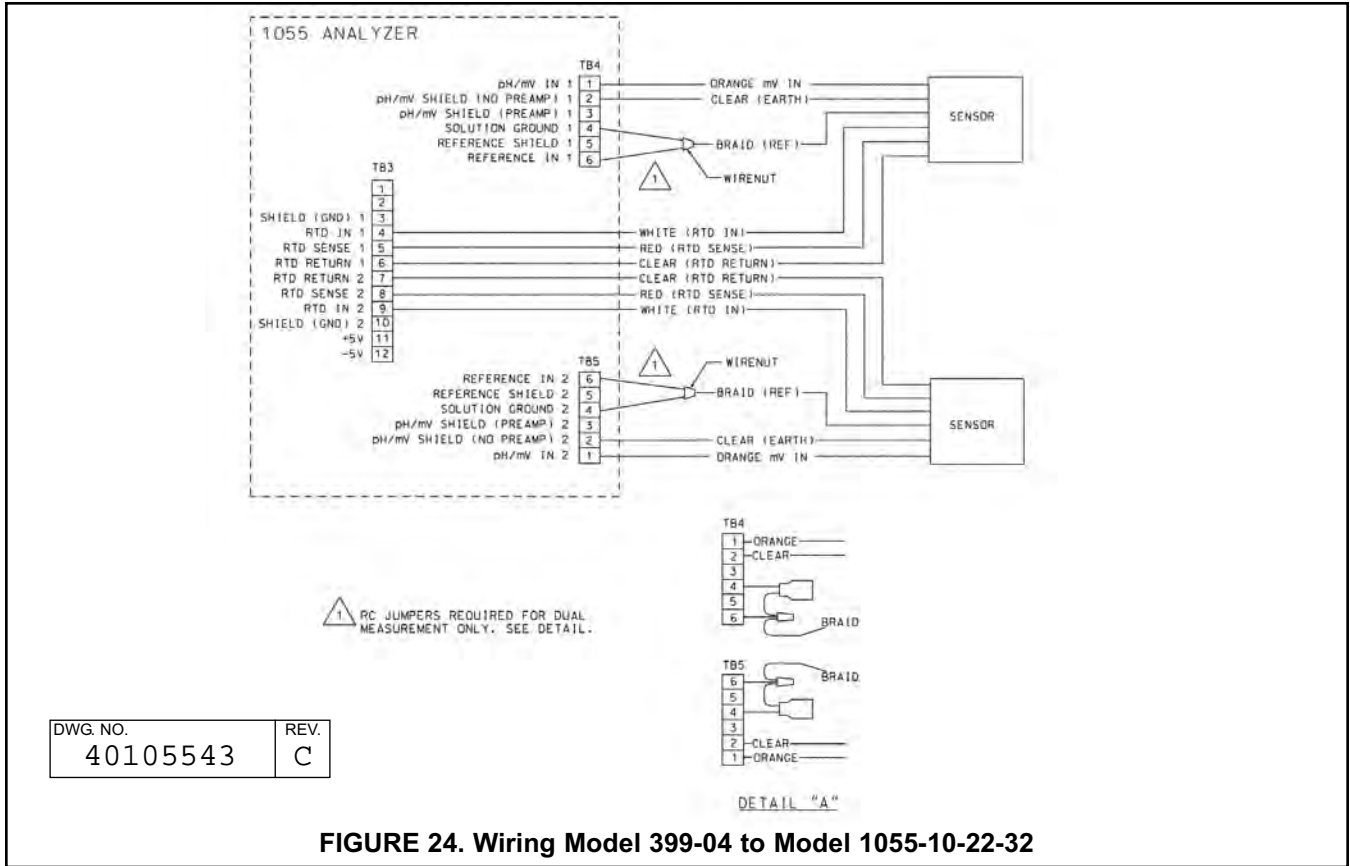 1055 ANALYZER
TB4
pH/mV IN 1 1 ORANGE mV IN
pH/mV SHIELD (NO PREAMP) 1 2 CLEAR (EARTH)
pH/mV SHIELD (PREAMP) 1 3
SOLUTION GROUND 1 4
REFERENCE SHIELD 1 5 BRAID (REF)
REFERENCE IN 1 6
SENSOR
1 WIRENUT
TB3
1
2
SHIELD (GND) 1 3
RTD IN 1 4 WHITE (RTD IN)
RTD SENSE 1 5 RED (RTD SENSE)
RTD RETURN 1 6 CLEAR (RTD RETURN)
RTD RETURN 2 7 CLEAR (RTD RETURN)
RTD SENSE 2 8 RED (RTD SENSE)
RTD IN 2 9 WHITE (RTD IN)
SHIELD (GND) 2 10
+5V 11
-5V 12
TB5
1 WIRENUT
REFERENCE IN 2 6
REFERENCE SHIELD 2 5 BRAID (REF)
SOLUTION GROUND 2 4
pH/mV SHIELD (PREAMP) 2 3
pH/mV SHIELD (NO PREAMP) 2 2 CLEAR (EARTH)
pH/mV IN 2 1 ORANGE mV IN
SENSOR
TB4
1 ORANGE
2 CLEAR
3
4
5
6 BRAID
1 RC JUMPERS REQUIRED FOR DUAL
MEASUREMENT ONLY. SEE DETAIL.
TB5
6 BRAID
5
4
3
2 CLEAR
1 ORANGE
DETAIL "A"
DWG. NO. REV.
40105543 C
FIGURE 24. Wiring Model 399-04 to Model 1055-10-22-32